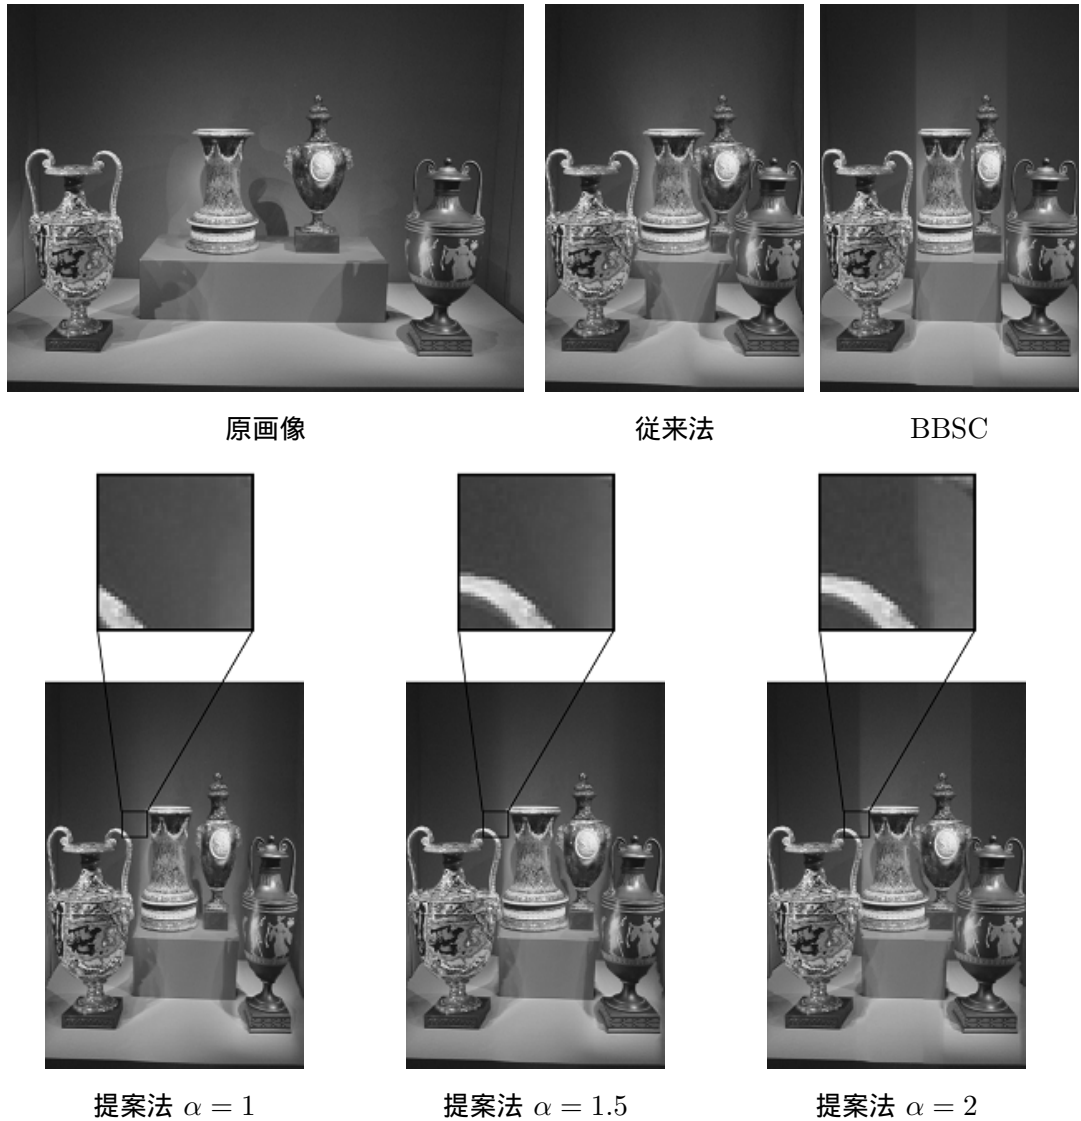 原画像
従来法
BBSC
提案法 α = 1
提案法 α = 1.5
提案法 α = 2